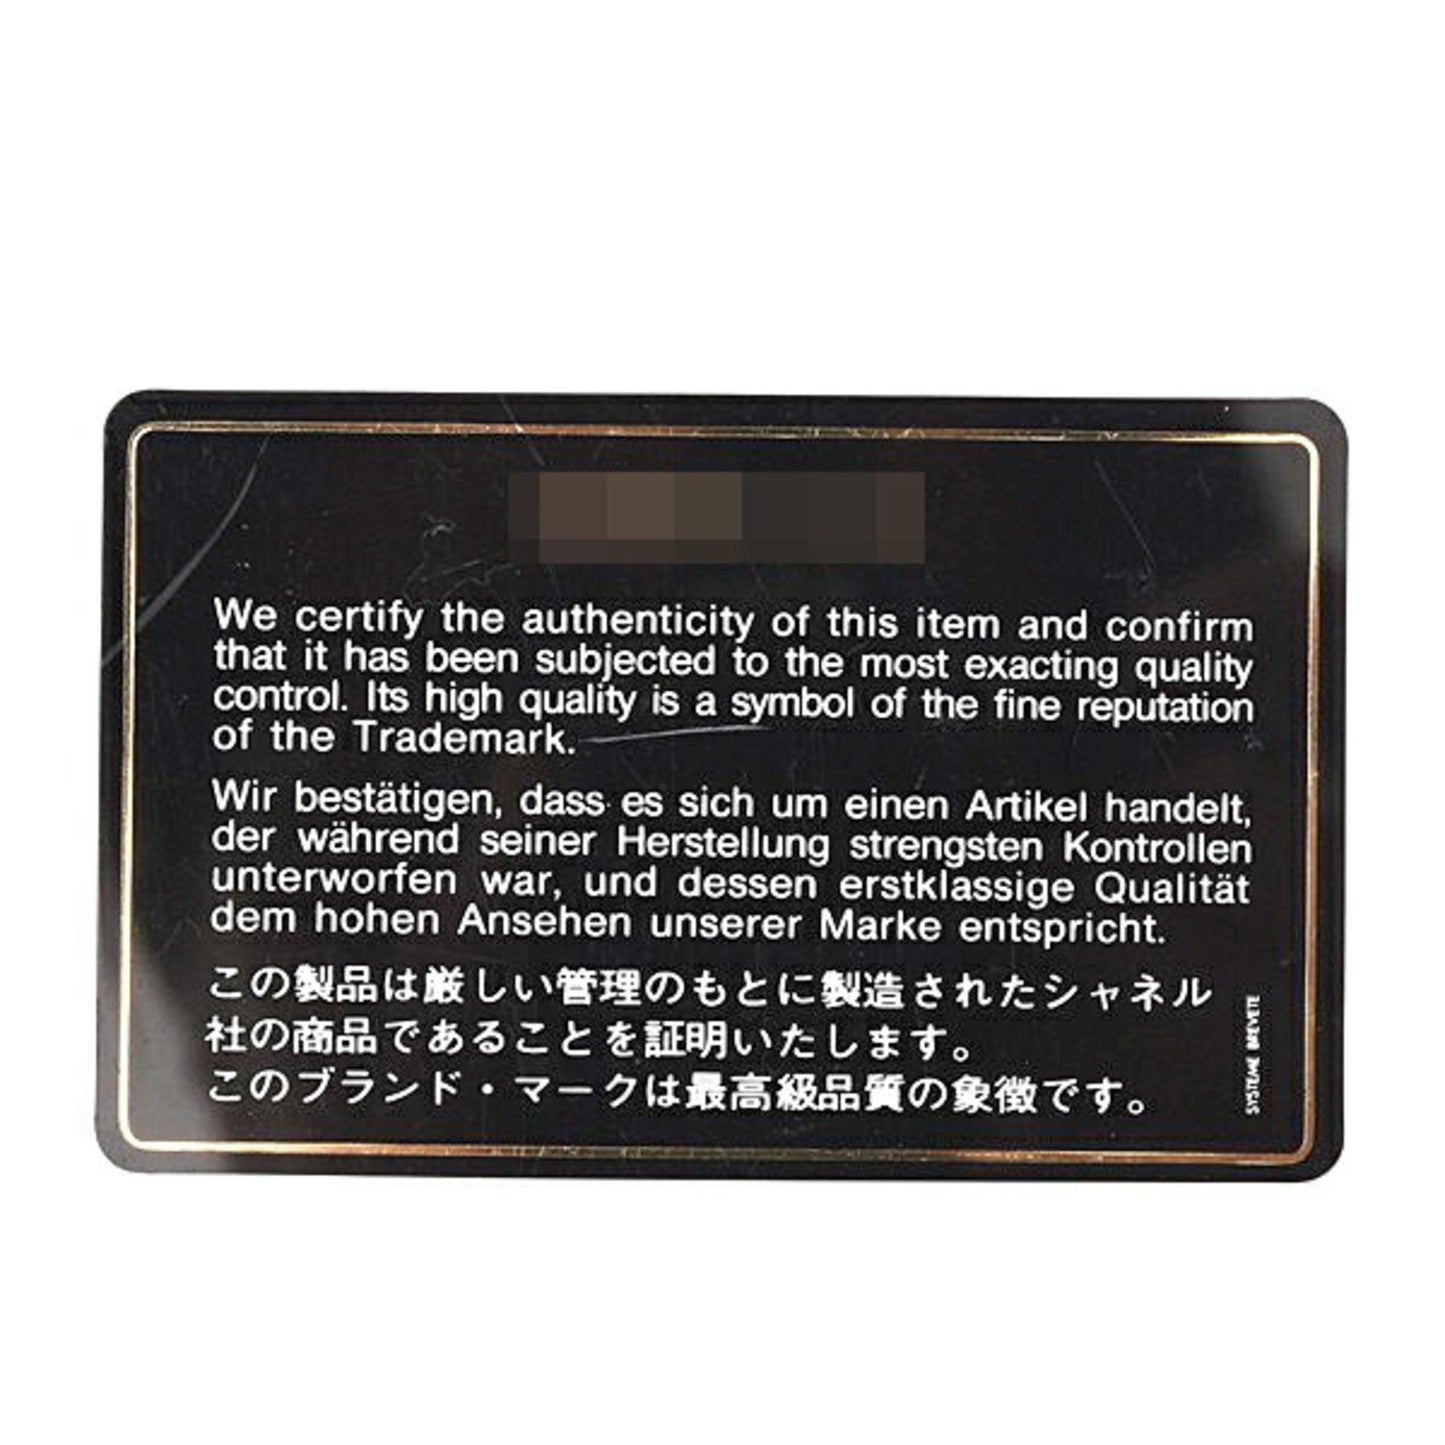 We certify the authenticity of this item and confirm
that it has been subjected to the most exacting quality
control. Its high quality is a symbol of the fine reputation
of the Trademark.
Wir bestätigen, dass es sich um einen Artikel handelt,
der während seiner Herstellung strengsten Kontrollen
unterworfen war, und dessen erstklassige Qualität
dem hohen Ansehen unserer Marke entspricht.
この製品は厳しい管理のもとに製造されたシャネル
社の商品であることを証明いたします。
このブランド・マークは最高級品質の象徴です。
SYSTEME BREVETE